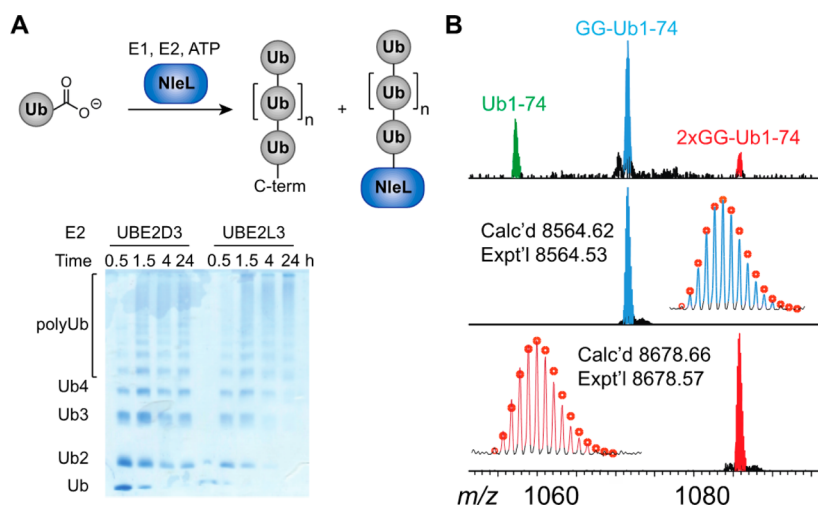 A
E1, E2, ATP
NleL
Ub
O
O⊖
Ub
Ub
n
Ub
C-term
+
Ub
Ub
n
Ub
NleL
E2 UBE2D3 UBE2L3
Time 0.5 1.5 4 24 0.5 1.5 4 24 h
polyUb
Ub4
Ub3
Ub2
Ub
B
GG-Ub1-74
Ub1-74
2xGG-Ub1-74
Calc'd 8564.62
Expt'l 8564.53
Calc'd 8678.66
Expt'l 8678.57
m/z 1060 1080